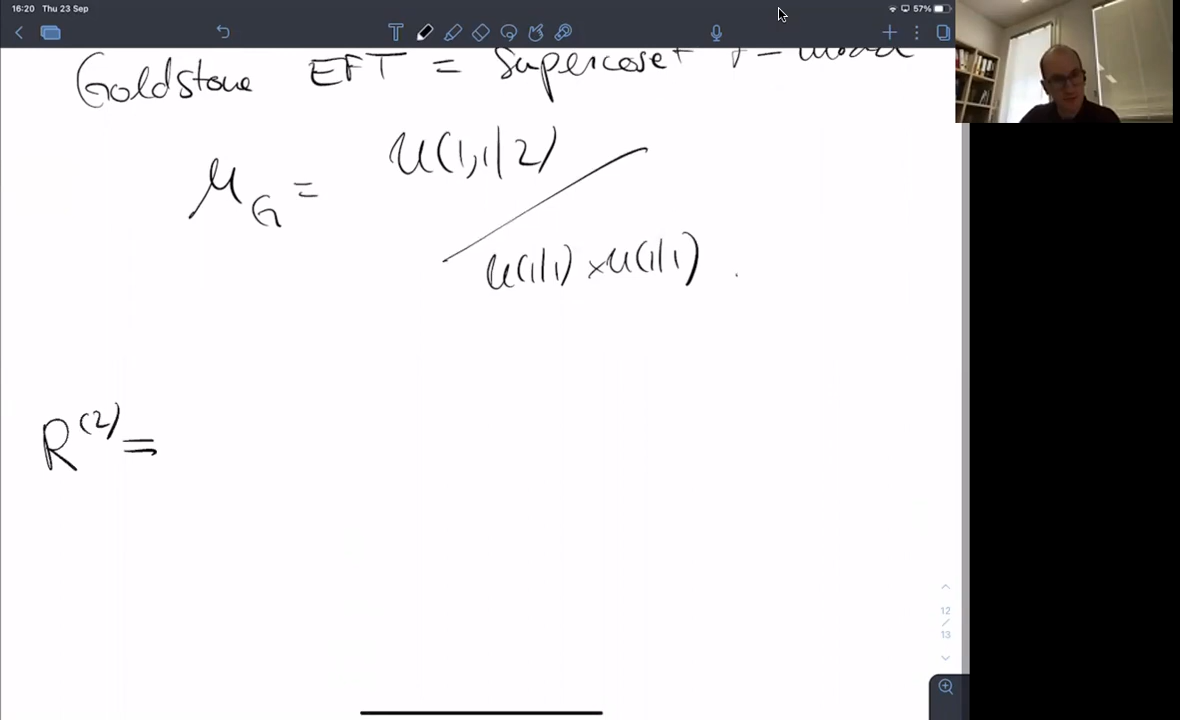 16:20 Thu 23 Sep
57%
Goldstone EFT = Supercoset σ-model
M_G = U(1,1|2)
U(1|1) × U(1|1) .
R^(2) =
12
/
13